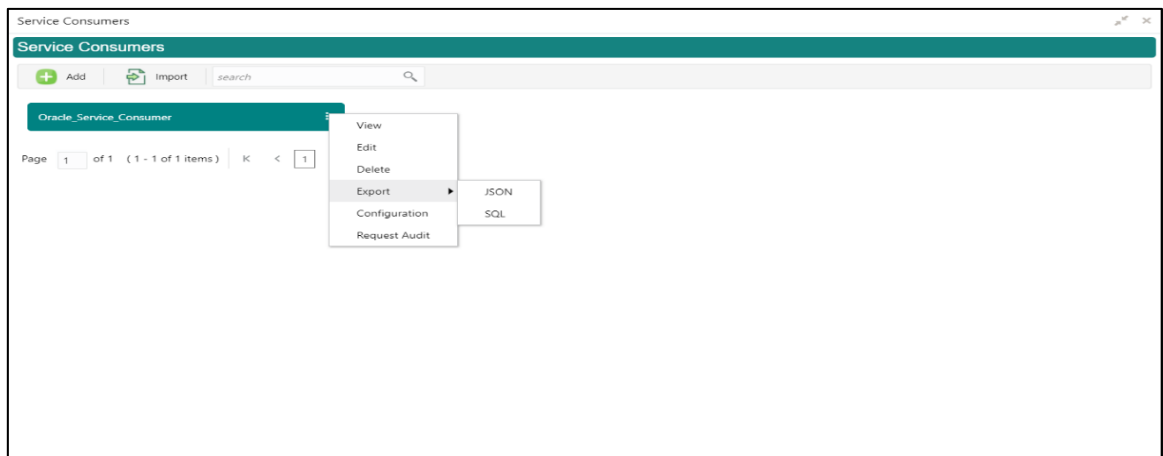 Service Consumers
Service Consumers
Add Import search
Oracle_Service_Consumer
View
Edit
Page 1 of 1 (1 - 1 of 1 items) K < 1
Delete
Export JSON
Configuration SQL
Request Audit